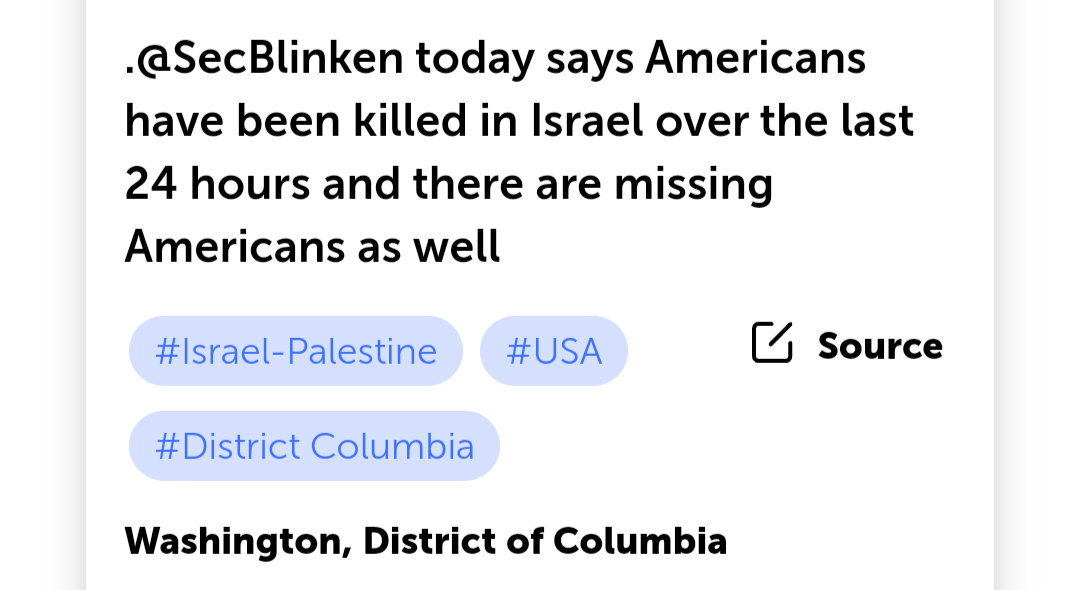 .@SecBlinken today says Americans
have been killed in Israel over the last
24 hours and there are missing
Americans as well
#Israel-Palestine #USA Source
#District Columbia
Washington, District of Columbia